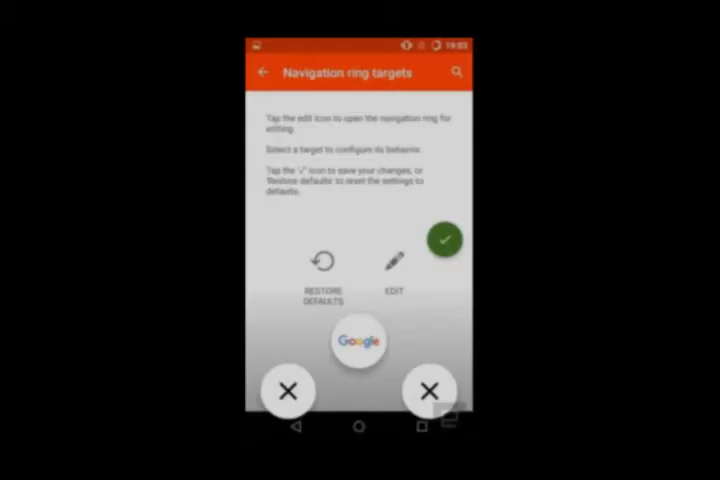 19:03
Navigation ring targets
Tap the edit icon to open the navigation ring for
editing.
Select a target to configure its behavior.
Tap the '√' icon to save your changes, or
'Restore defaults' to reset the settings to
defaults.
RESTORE
DEFAULTS
EDIT
Google